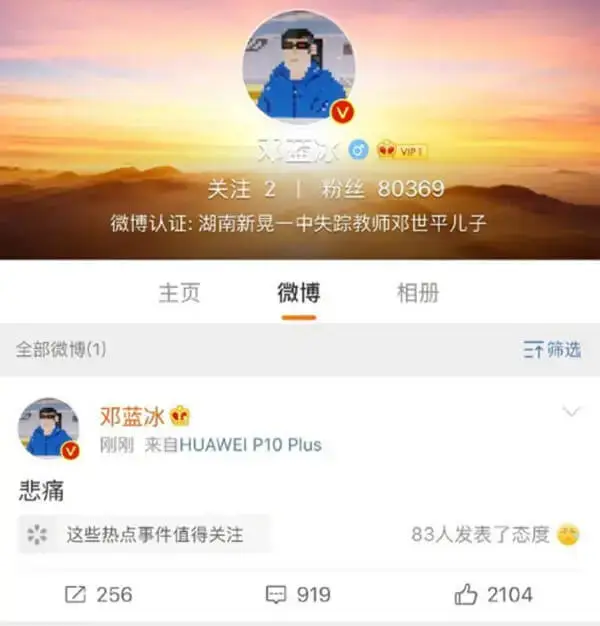 邓蓝冰 VIP 1
关注 2 | 粉丝 80369
微博认证: 湖南新晃一中失踪教师邓世平儿子
主页 微博 相册
全部微博(1) 筛选
邓蓝冰
刚刚 来自HUAWEI P10 Plus
悲痛
这些热点事件值得关注 83人发表了态度
256 919 2104